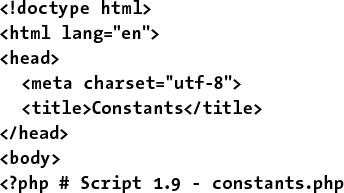 <!doctype html>
<html lang="en">
<head>
<meta charset="utf-8">
<title>Constants</title>
</head>
<body>
<?php # Script 1.9 - constants.php